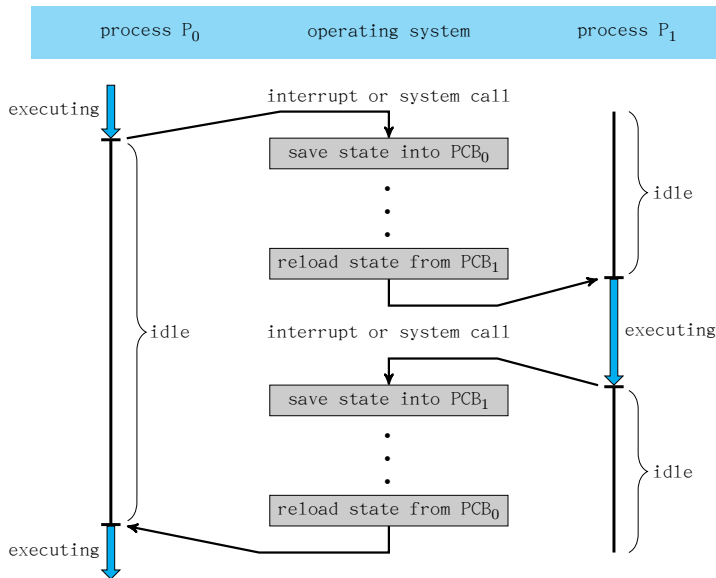 process P₀
operating system
process P₁
interrupt or system call
executing
save state into PCB₀
idle
reload state from PCB₁
idle
interrupt or system call
executing
save state into PCB₁
idle
reload state from PCB₀
executing